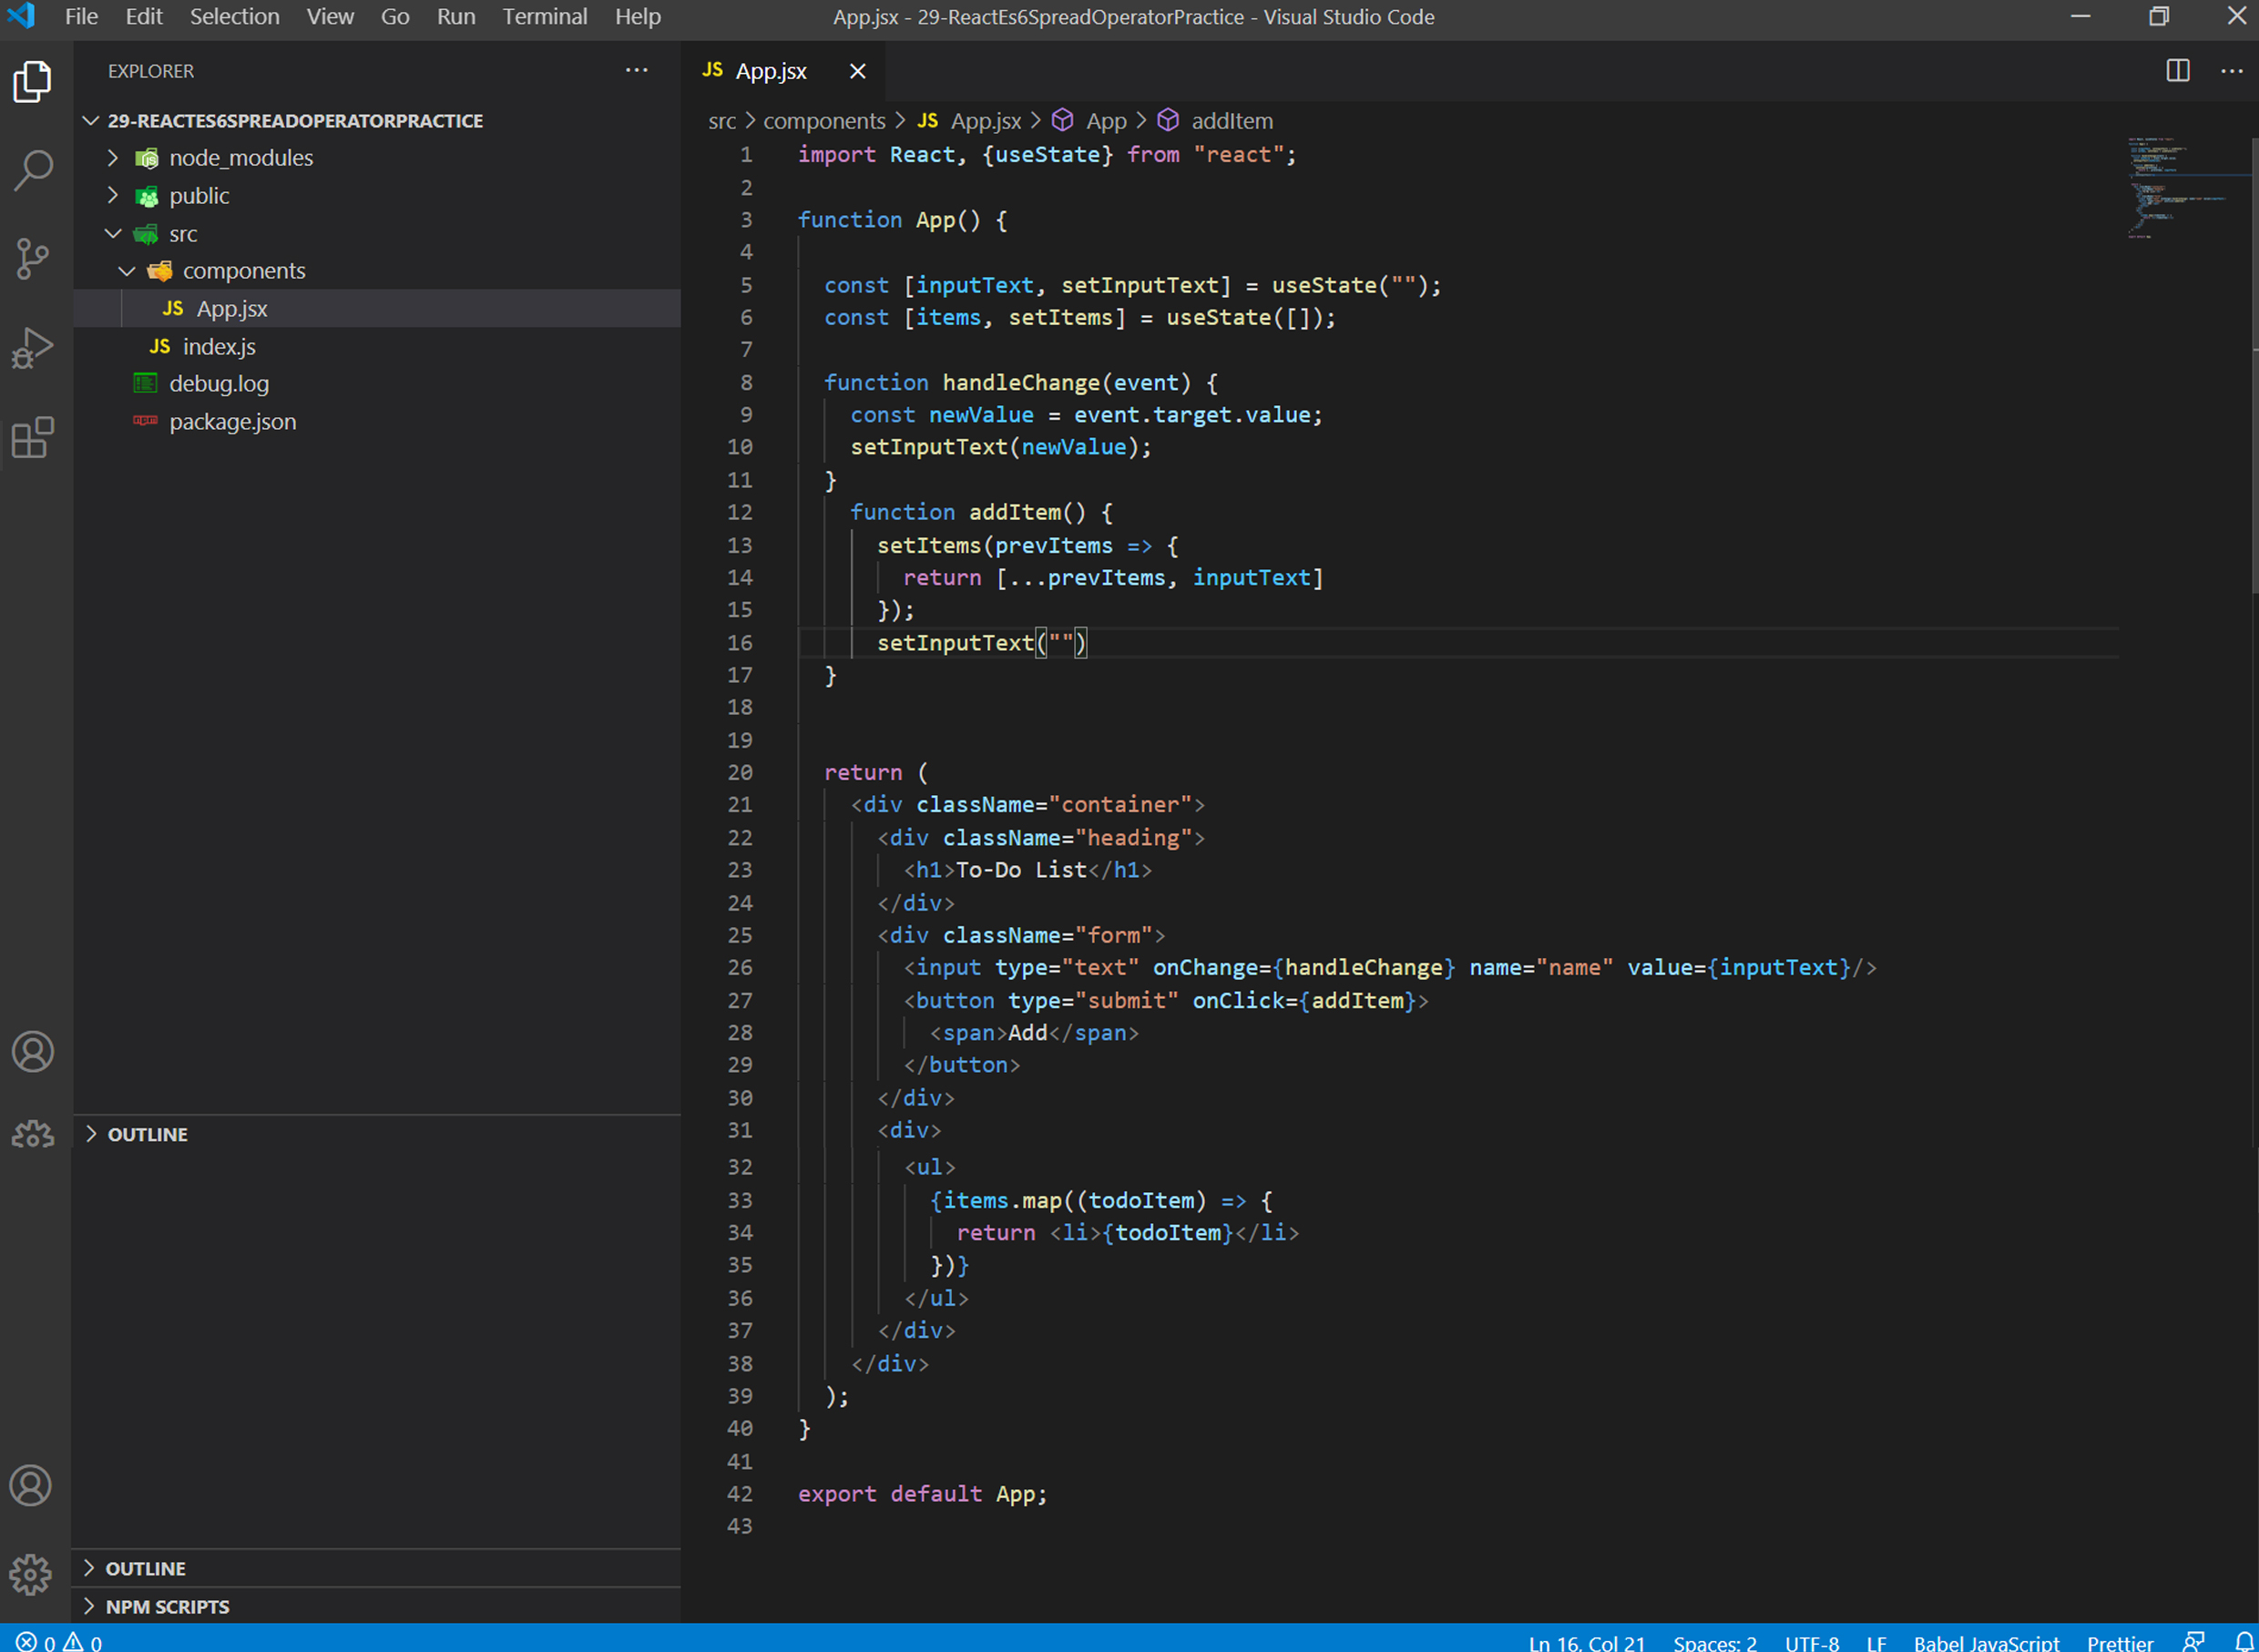 File Edit Selection View Go Run Terminal Help App.jsx - 29-ReactEs6SpreadOperatorPractice - Visual Studio Code
EXPLORER
29-REACTES6SPREADOPERATORPRACTICE
node_modules
public
src
components
JS App.jsx
JS index.js
debug.log
package.json
OUTLINE
OUTLINE
NPM SCRIPTS
JS App.jsx
src > components > JS App.jsx > App > addItem
1 import React, {useState} from "react";
2
3 function App() {
4
5 const [inputText, setInputText] = useState("");
6 const [items, setItems] = useState([]);
7
8 function handleChange(event) {
9 const newValue = event.target.value;
10 setInputText(newValue);
11 }
12 function addItem() {
13 setItems(prevItems => {
14 return [...prevItems, inputText]
15 });
16 setInputText("")
17 }
18
19
20 return (
21 <div className="container">
22 <div className="heading">
23 <h1>To-Do List</h1>
24 </div>
25 <div className="form">
26 <input type="text" onChange={handleChange} name="name" value={inputText}/>
27 <button type="submit" onClick={addItem}>
28 <span>Add</span>
29 </button>
30 </div>
31 <div>
32 <ul>
33 {items.map((todoItem) => {
34 return <li>{todoItem}</li>
35 })}
36 </ul>
37 </div>
38 </div>
39 );
40 }
41
42 export default App;
43
0 0 Ln 16, Col 21 Spaces: 2 UTF-8 LF Babel JavaScript Prettier